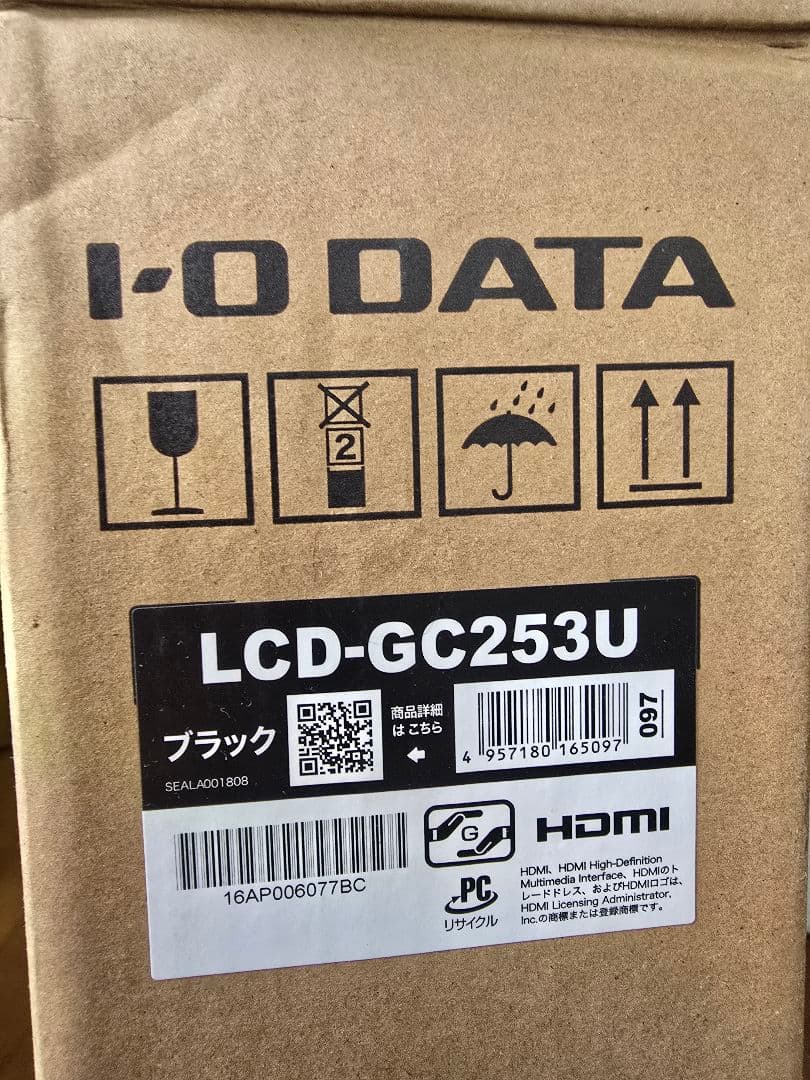 I-O DATA
2
LCD-GC253U
ブラック
商品詳細
は こちら
4 957180 165097
097
SEALA001808
16AP006077BC
G
HDMI
PC
リサイクル
HDMI、HDMI High-Definition
Multimedia Interface、HDMIのト
レードドレス、およびHDMIロゴは、
HDMI Licensing Administrator,
Inc.の商標または登録商標です。